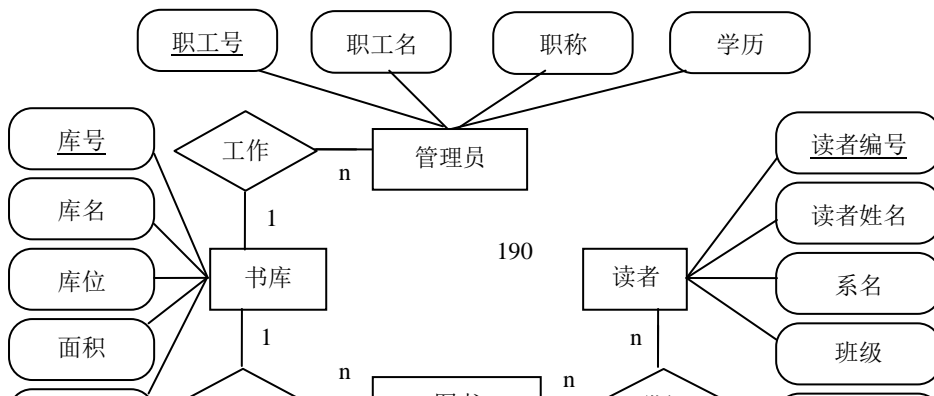 职工号 职工名 职称 学历
库号 工作 管理员 读者编号
n
库名 读者姓名
1
190
库位 书库 读者 系名
面积 1 n 班级
n n
图书